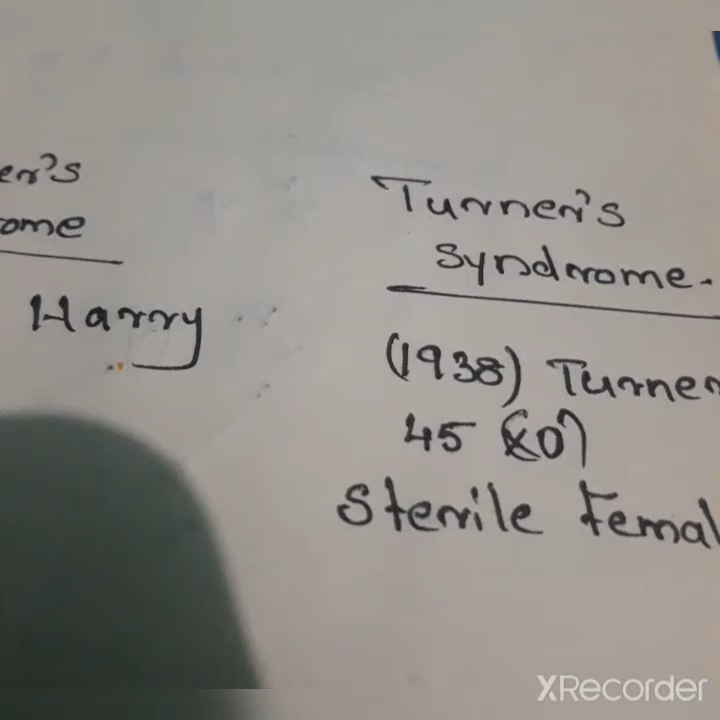 er's
ome
Harry
Turner's
Syndrome.
(1938) Turner
45 (XO)
Sterile Femal
XRecorder